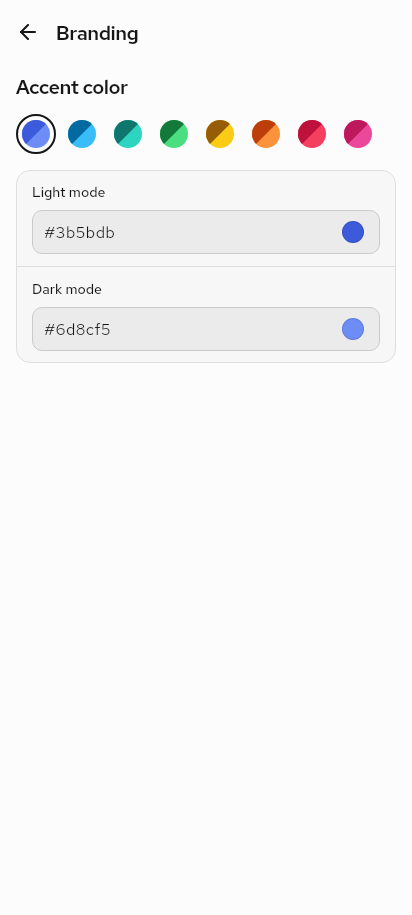 Branding
Accent color
Light mode
#3b5bdb
Dark mode
#6d8cf5